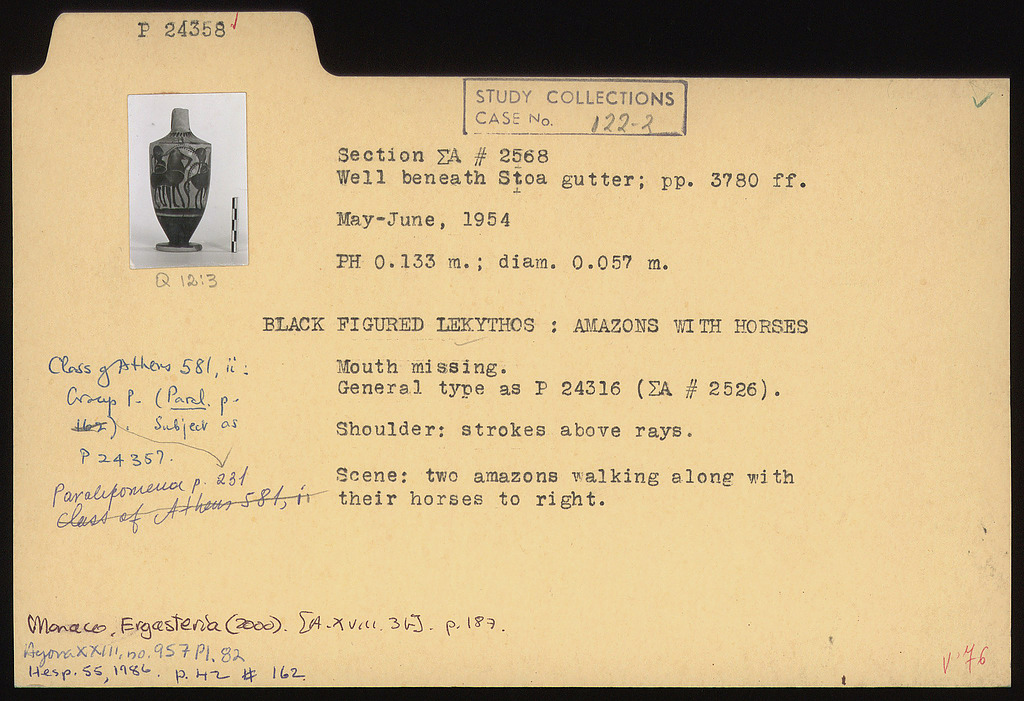 P 24358 ✓
STUDY COLLECTIONS
CASE No. 122-2
Section ΣA # 2568
Well beneath Stoa gutter; pp. 3780 ff.
May-June, 1954
PH 0.133 m.; diam. 0.057 m.
Q 12:3
BLACK FIGURED LEKYTHOS : AMAZONS WITH HORSES
Mouth missing.
General type as P 24316 (ΣA # 2526).
Shoulder: strokes above rays.
Scene: two amazons walking along with
their horses to right.
Class of Athens 581, ii:
Group P. (Paral. p.
). Subject as
P 24357.
Paralipomena p. 231
Class of Athens 581, ii
Monaco, Ergasteria (2000). [A.XVIII. ]. p. 187.
Agora XXIII, no. 957 Pl. 82
Hesp. 55, 1986. p. 42 # 162
V '76